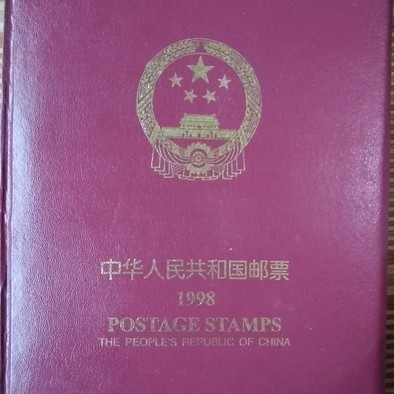 中华人民共和国邮票
1998
POSTAGE STAMPS
THE PEOPLE'S REPUBLIC OF CHINA